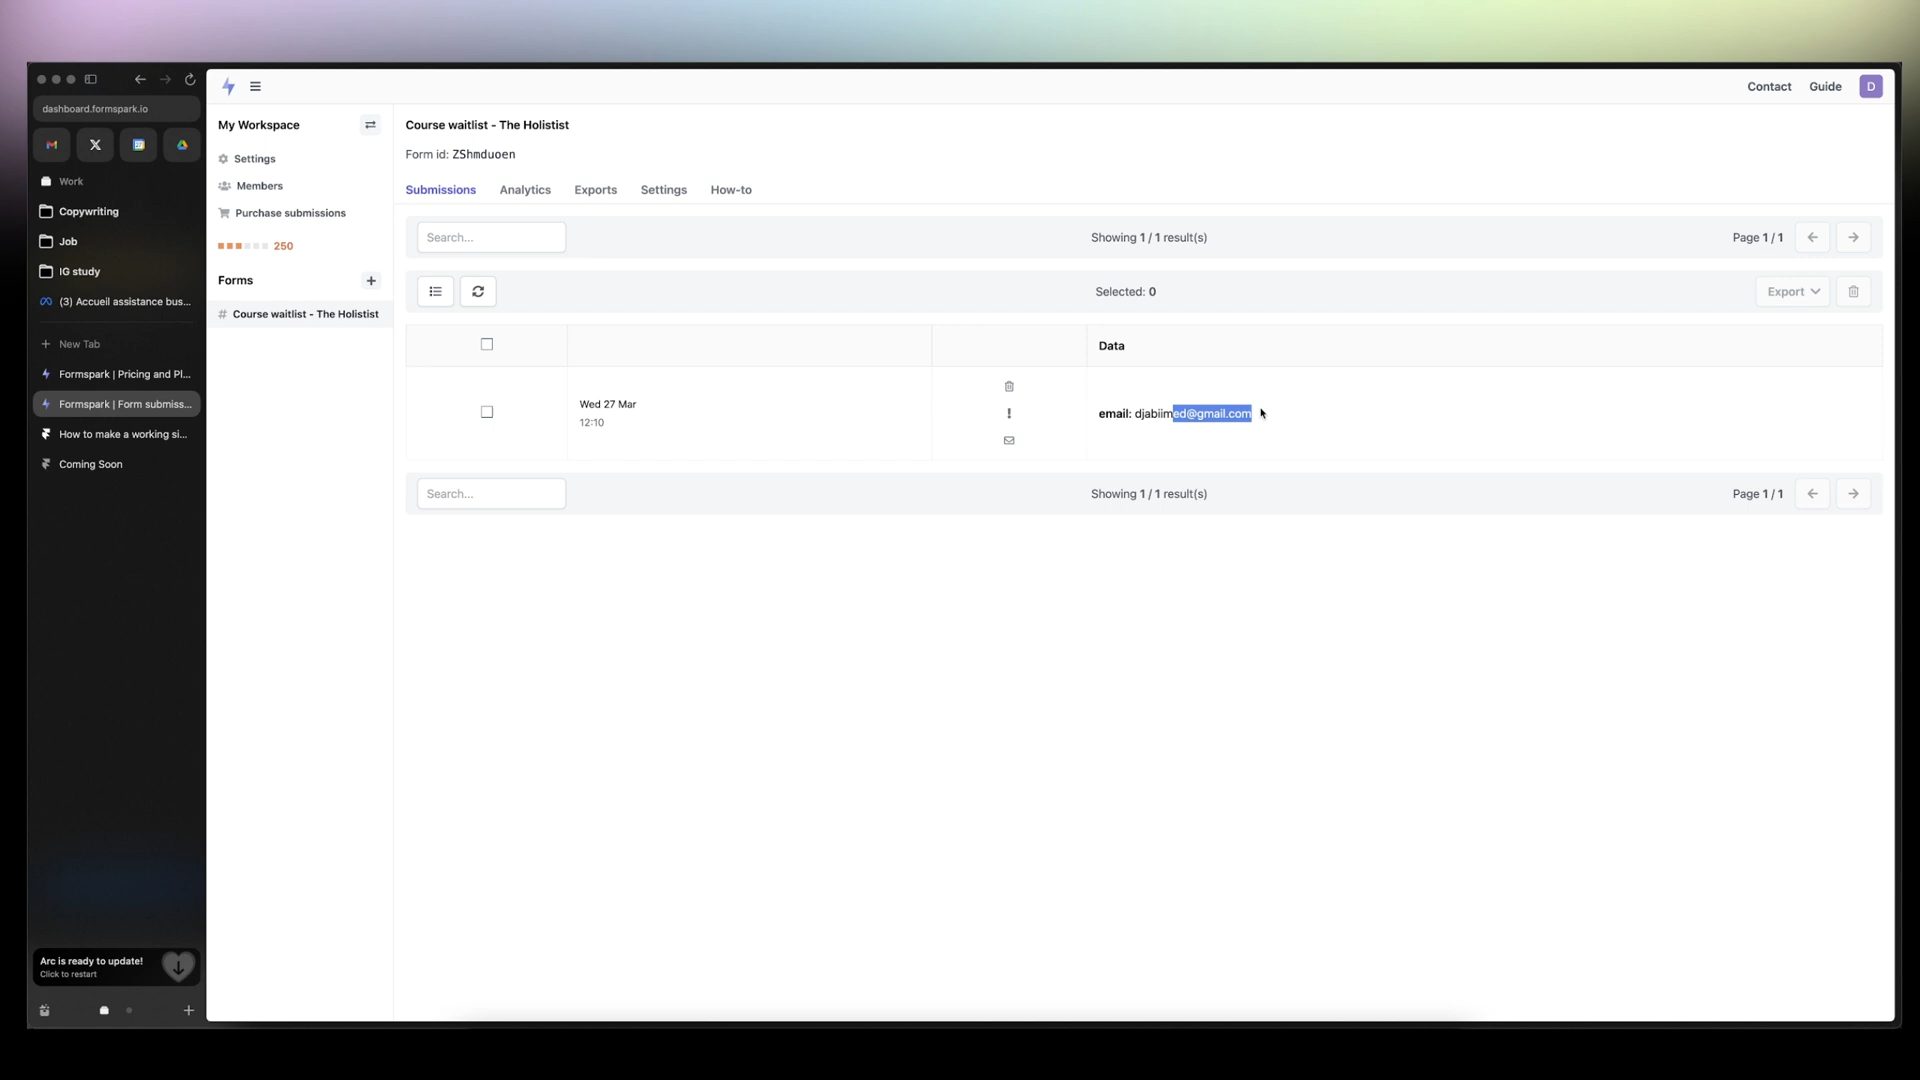 dashboard.formspark.io
Work
Copywriting
Job
IG study
(3) Accueil assistance bus...
New Tab
Formspark | Pricing and Pl...
Formspark | Form submiss...
How to make a working si...
Coming Soon
Arc is ready to update!
Click to restart
Contact
Guide
D
My Workspace
Settings
Members
Purchase submissions
250
Forms
# Course waitlist - The Holistist
Course waitlist - The Holistist
Form id: ZShmduoen
Submissions
Analytics
Exports
Settings
How-to
Search...
Showing 1 / 1 result(s)
Page 1 / 1
Selected: 0
Export
Data
Wed 27 Mar
12:10
email: djabiimed@gmail.com
Search...
Showing 1 / 1 result(s)
Page 1 / 1